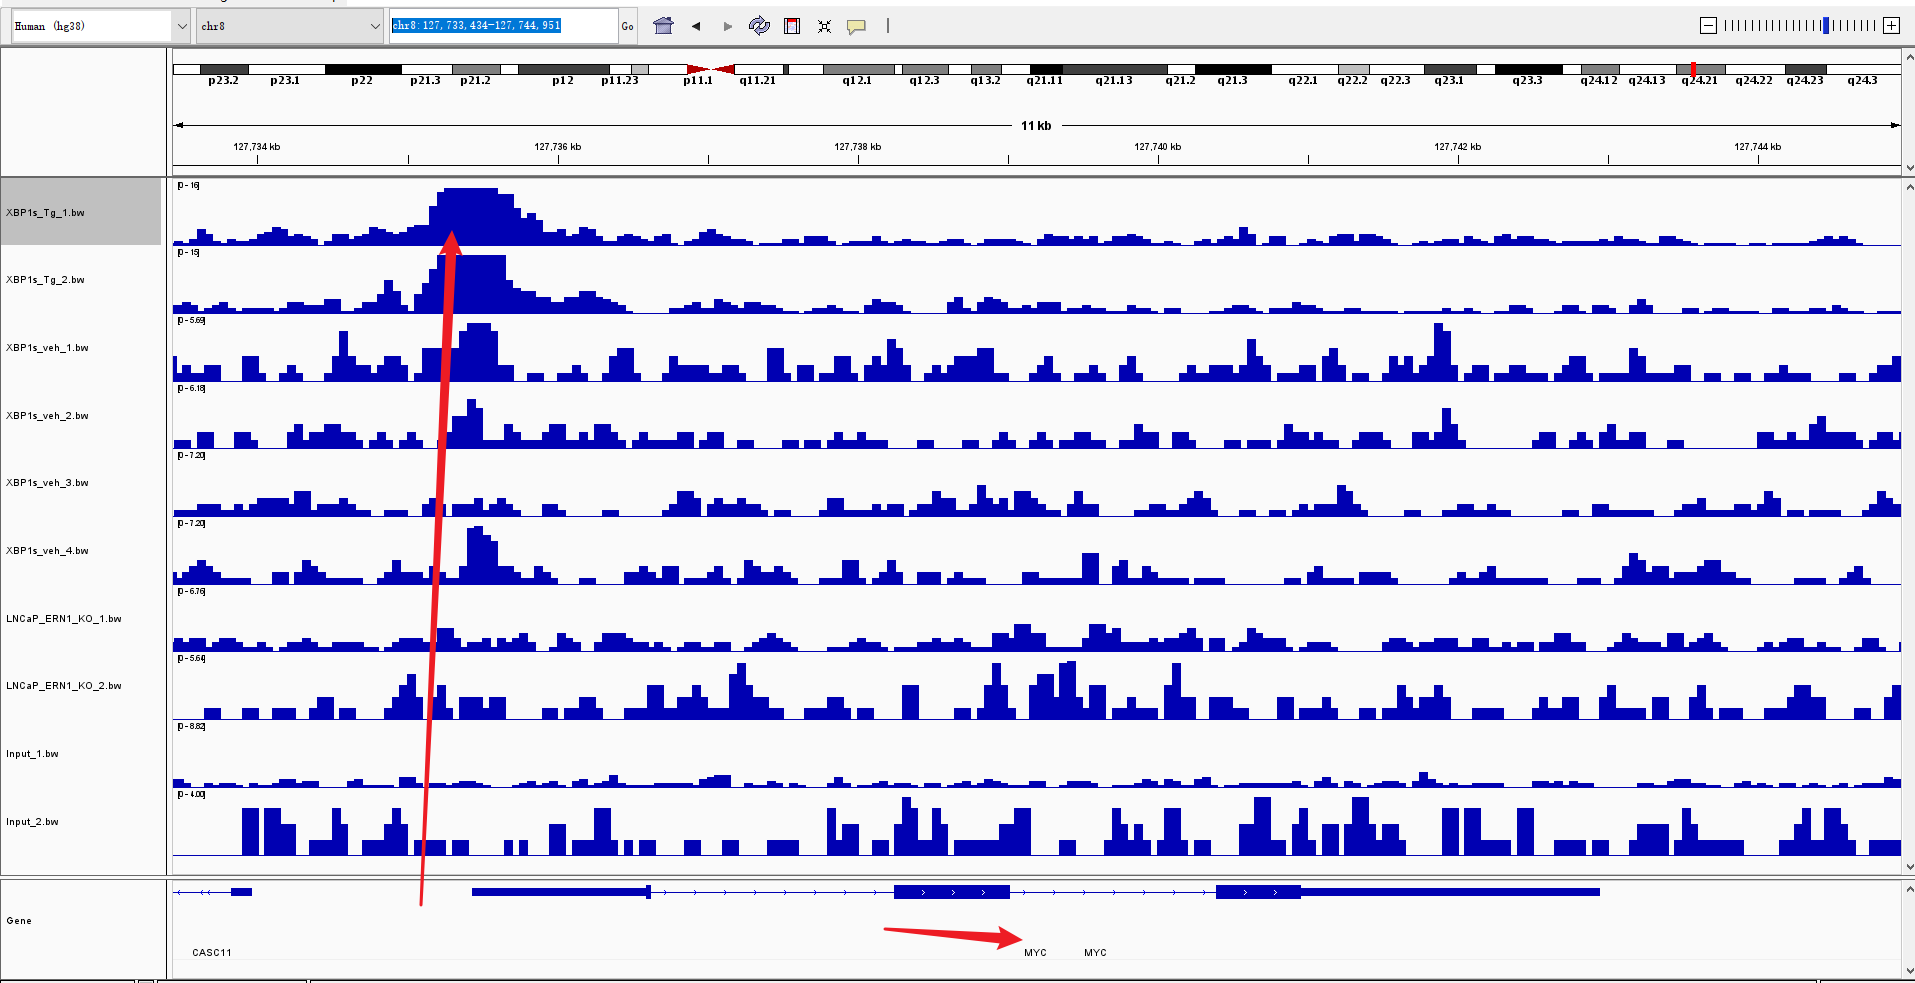 Human (hg38) chr8 chr8:127,733,434-127,744,951 Go
p23.2 p23.1 p22 p21.3 p21.2 p12 p11.23 p11.1 q11.21 q12.1 q12.3 q13.2 q21.11 q21.13 q21.2 q21.3 q22.1 q22.2 q22.3 q23.1 q23.3 q24.12 q24.13 q24.21 q24.22 q24.23 q24.3
11 kb
127,734 kb 127,736 kb 127,738 kb 127,740 kb 127,742 kb 127,744 kb
[0 - 16]
XBP1s_Tg_1.bw
[0 - 15]
XBP1s_Tg_2.bw
[0 - 5.69]
XBP1s_veh_1.bw
[0 - 6.18]
XBP1s_veh_2.bw
[0 - 7.20]
XBP1s_veh_3.bw
[0 - 7.20]
XBP1s_veh_4.bw
[0 - 6.76]
LNCaP_ERN1_KO_1.bw
[0 - 5.64]
LNCaP_ERN1_KO_2.bw
[0 - 8.82]
Input_1.bw
[0 - 4.00]
Input_2.bw
Gene
CASC11 MYC MYC